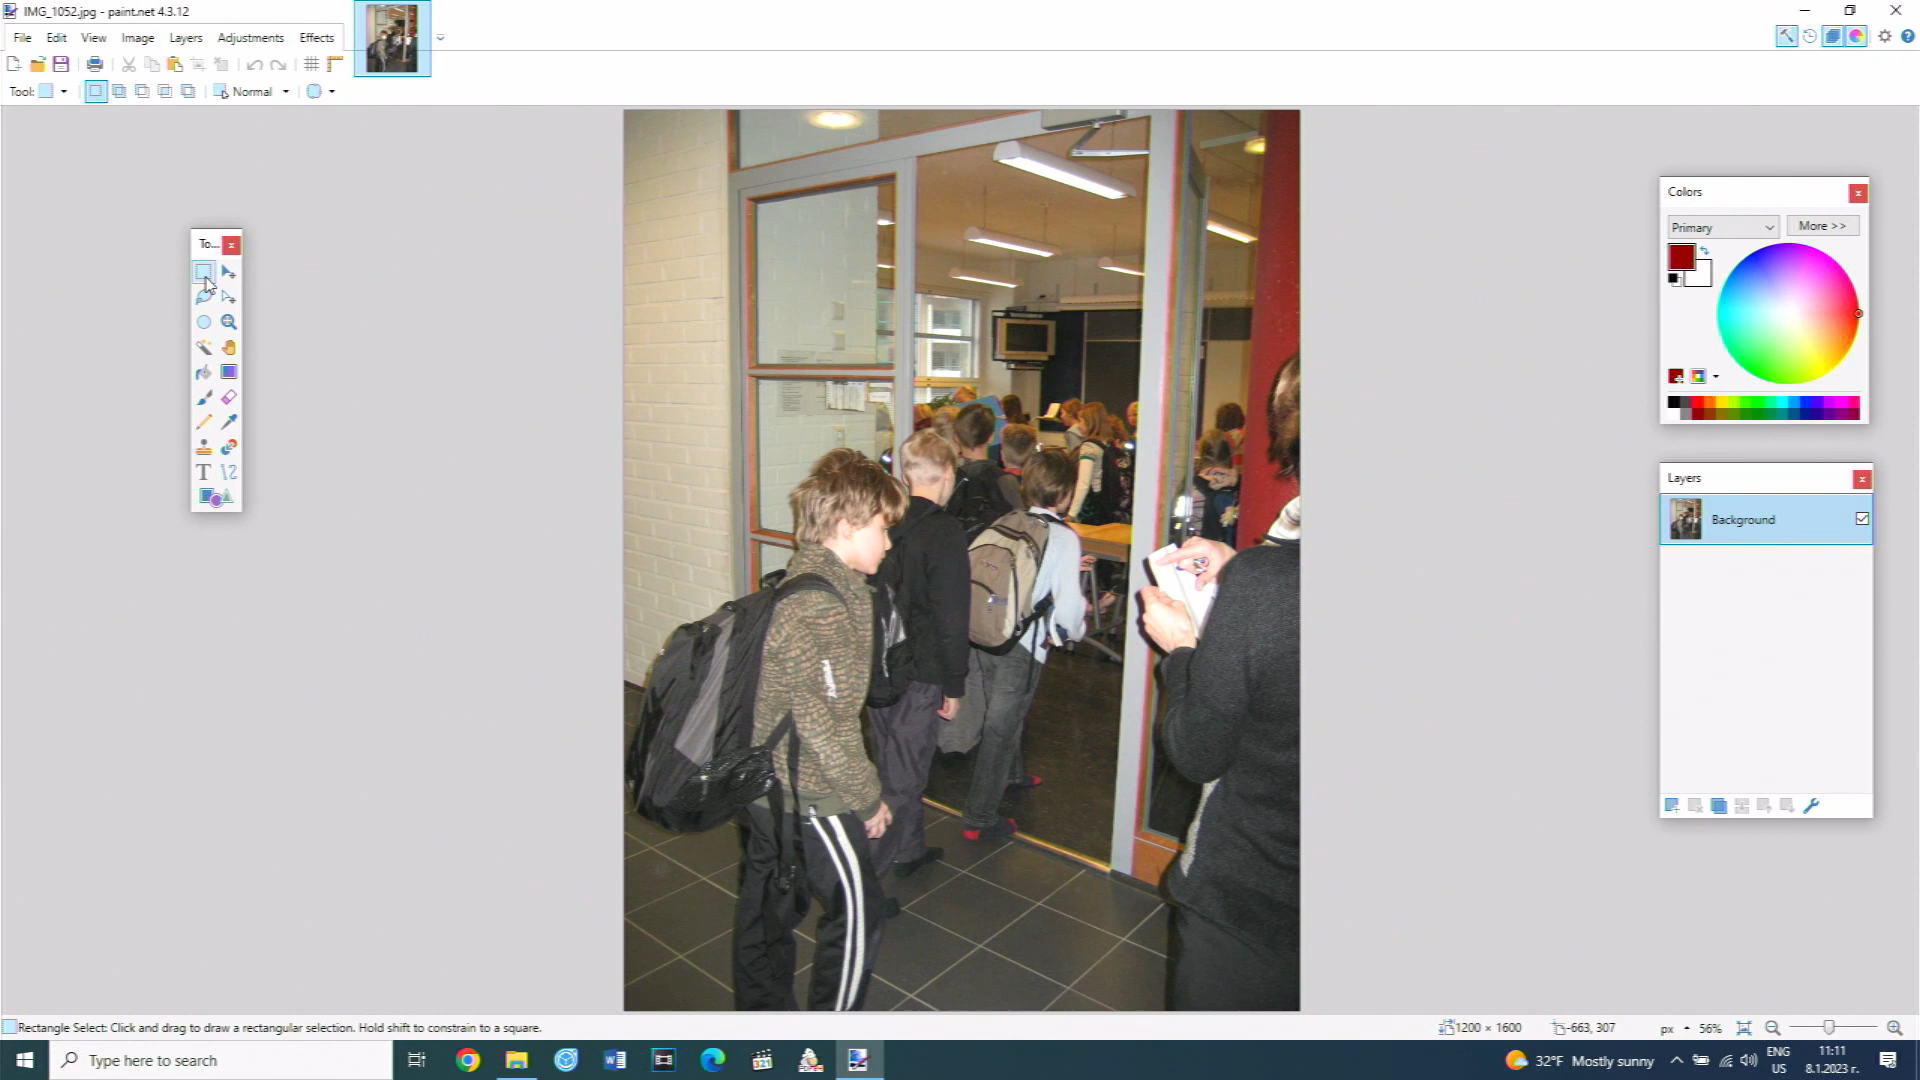 IMG_1052.jpg - paint.net 4.3.12
File Edit View Image Layers Adjustments Effects
Tool: Normal
To...
Colors
Primary More >>
Layers
Background
Rectangle Select: Click and drag to draw a rectangular selection. Hold shift to constrain to a square.
1200 × 1600 -663, 307 px 56%
Type here to search
32°F Mostly sunny
ENG
US
11:11
8.1.2023 г.